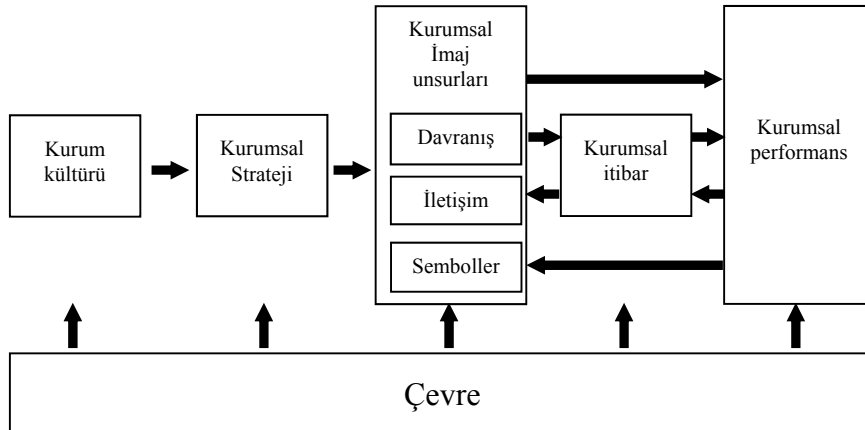 Kurum
kültürü
Kurumsal
Strateji
Kurumsal
İmaj
unsurları
Davranış
İletişim
Semboller
Kurumsal
itibar
Kurumsal
performans
Çevre